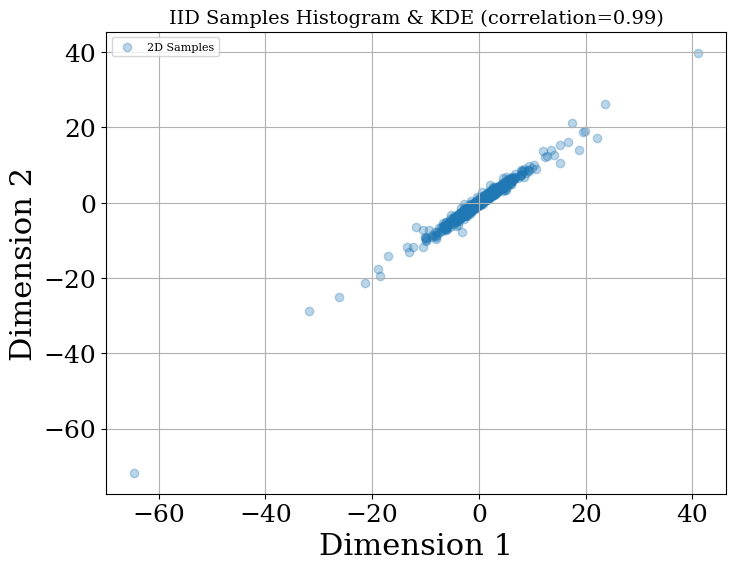 IID Samples Histogram & KDE (correlation=0.99)
2D Samples
40
20
0
−20
−40
−60
Dimension 2
−60 −40 −20 0 20 40
Dimension 1